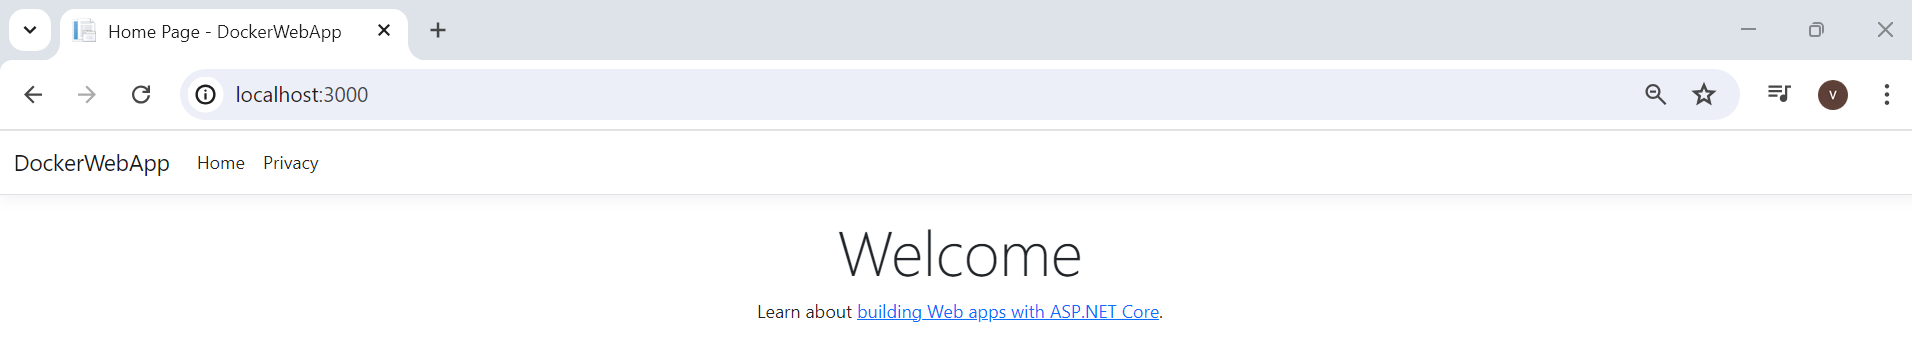 Home Page - DockerWebApp
localhost:3000
V
DockerWebApp Home Privacy
Welcome
Learn about building Web apps with ASP.NET Core.